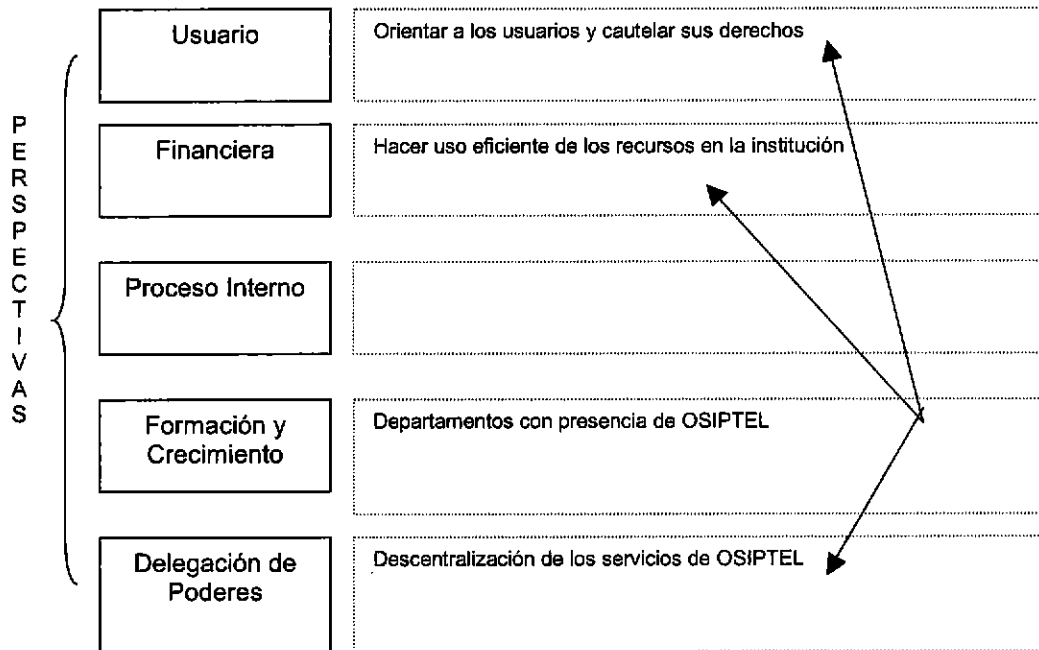 PERSPECTIVAS
Usuario
Orientar a los usuarios y cautelar sus derechos
Financiera
Hacer uso eficiente de los recursos en la institución
Proceso Interno
Formación y
Crecimiento
Departamentos con presencia de OSIPTEL
Delegación de
Poderes
Descentralización de los servicios de OSIPTEL